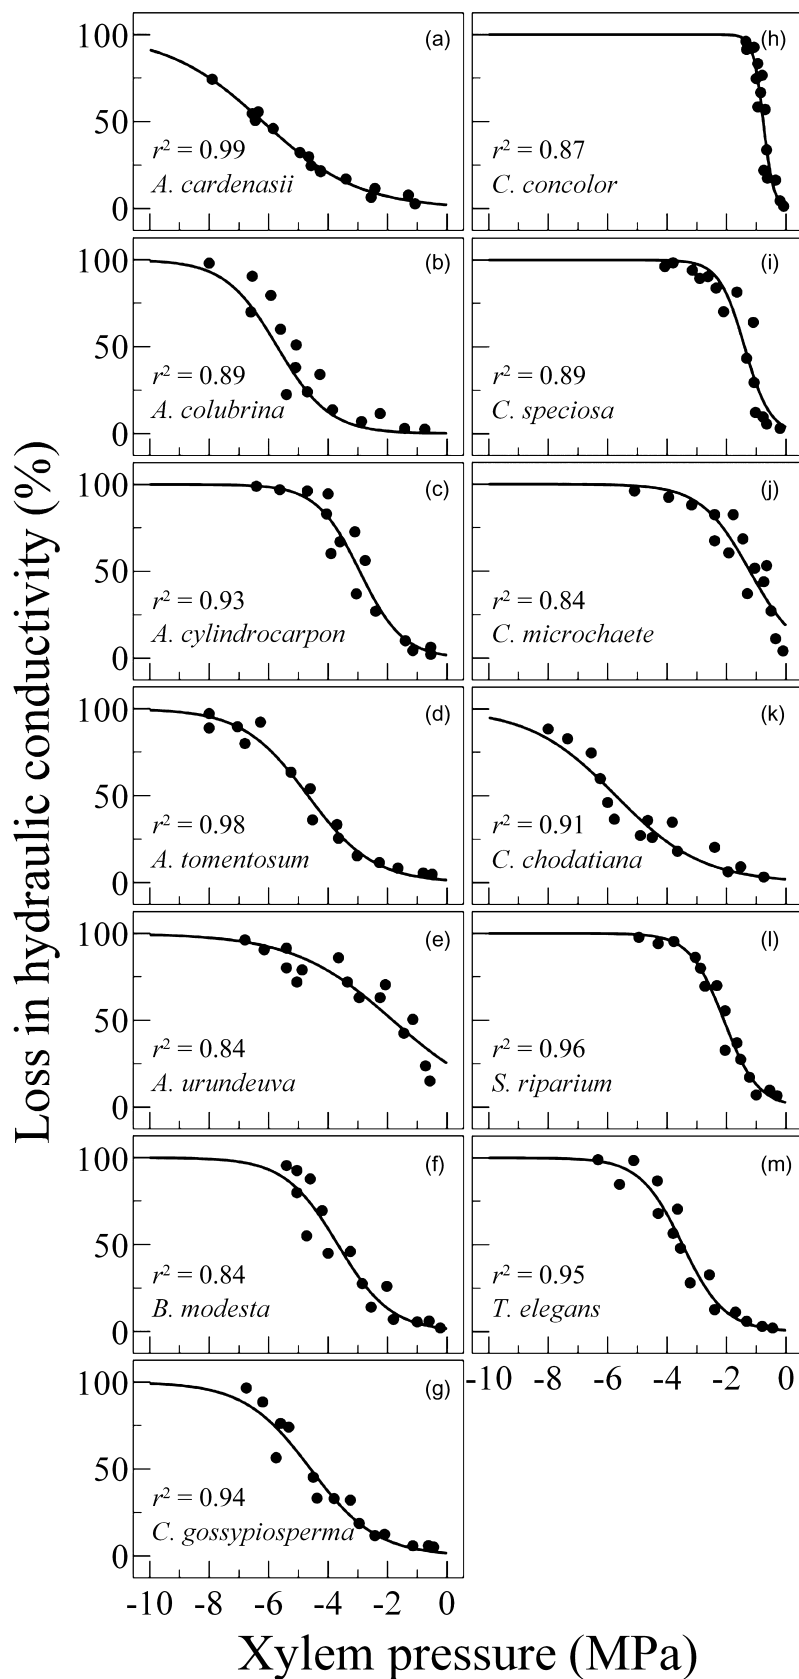 Loss in hydraulic conductivity (%)
100
50
0
(a)
r² = 0.99
A. cardenasii
(h)
r² = 0.87
C. concolor
100
50
0
(b)
r² = 0.89
A. colubrina
(i)
r² = 0.89
C. speciosa
100
50
0
(c)
r² = 0.93
A. cylindrocarpon
(j)
r² = 0.84
C. microchaete
100
50
0
(d)
r² = 0.98
A. tomentosum
(k)
r² = 0.91
C. chodatiana
100
50
0
(e)
r² = 0.84
A. urundeuva
(l)
r² = 0.96
S. riparium
100
50
0
(f)
r² = 0.84
B. modesta
(m)
r² = 0.95
T. elegans
-10 -8 -6 -4 -2 0
100
50
0
(g)
r² = 0.94
C. gossypiosperma
-10 -8 -6 -4 -2 0
Xylem pressure (MPa)